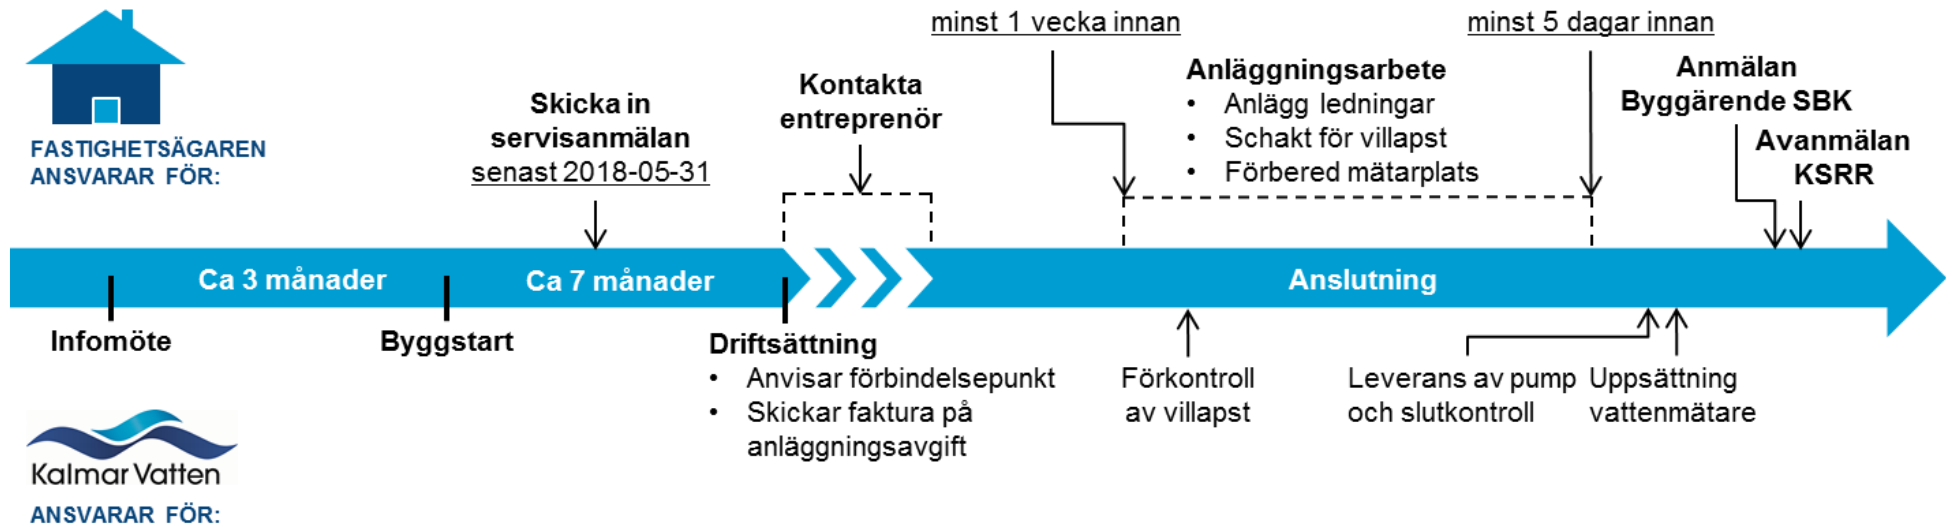 minst 1 vecka innan
minst 5 dagar innan
Skicka in
servisanmälan
senast 2018-05-31
Kontakta
entreprenör
Anläggningsarbete
• Anlägg ledningar
• Schakt för villapst
• Förbered mätarplats
Anmälan
Byggärende SBK
Avanmälan
KSRR
FASTIGHETSÄGAREN
ANSVARAR FÖR:
Ca 3 månader
Ca 7 månader
Anslutning
Infomöte
Byggstart
Driftsättning
• Anvisar förbindelsepunkt
• Skickar faktura på
anläggningsavgift
Förkontroll
av villapst
Leverans av pump
och slutkontroll
Uppsättning
vattenmätare
Kalmar Vatten
ANSVARAR FÖR: